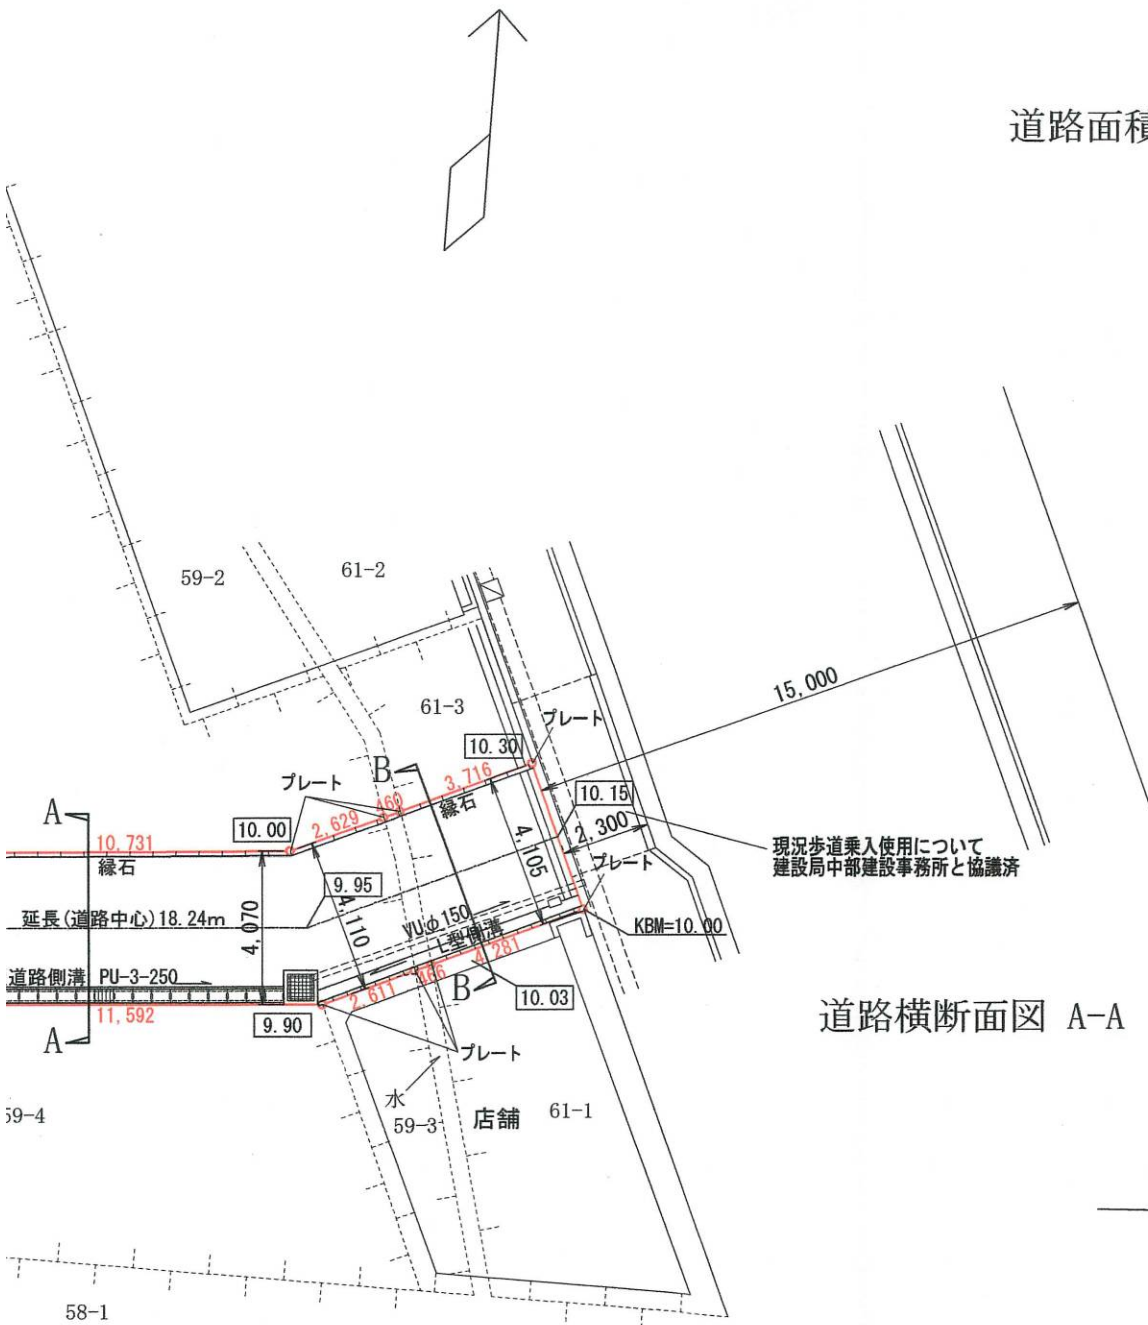 道路面積
59-2
61-2
15,000
61-3
プレート
10.30
B
3,716
プレート
460
縁石
10.15
A
2,629
10.00
10.731
縁石
2,300
4,105
現況歩道乗入使用について
建設局中部建設事務所と協議済
プレート
9.95
延長(道路中心)18.24m
4,070
4,110
VUφ150
L型側溝
KBM=10.00
4,281
道路側溝 PU-3-250
466
B
10.03
2,611
11,592
9.90
道路横断面図 A-A
A
プレート
水
59-4
59-3
店舗
61-1
58-1